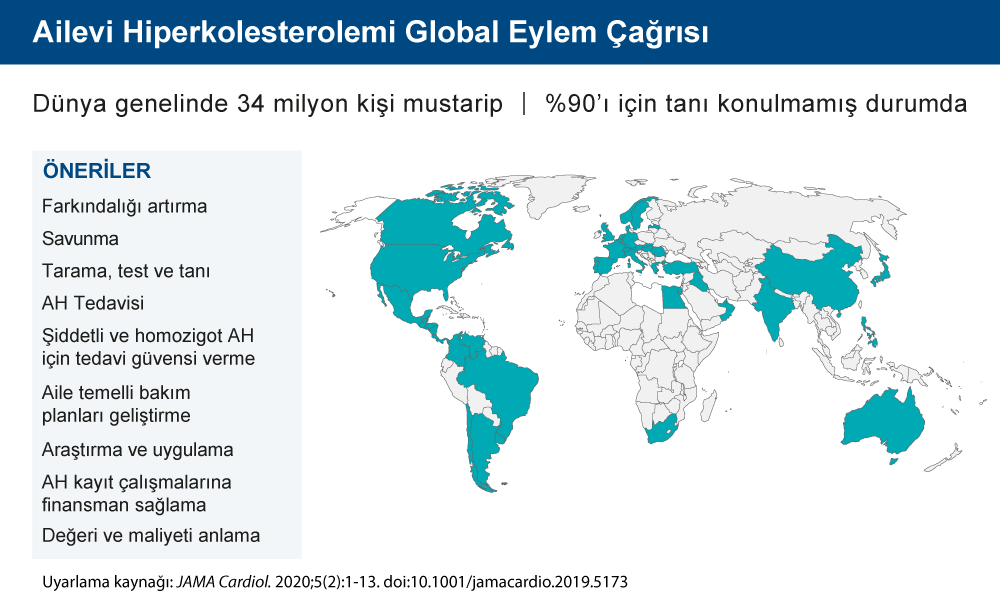 Ailevi Hiperkolesterolemi Global Eylem Çağrısı
Dünya genelinde 34 milyon kişi mustarip | %90’ı için tanı konulmamış durumda
ÖNERİLER
Farkındalığı artırma
Savunma
Tarama, test ve tanı
AH Tedavisi
Şiddetli ve homozigot AH
için tedavi güvensi verme
Aile temelli bakım
planları geliştirme
Araştırma ve uygulama
AH kayıt çalışmalarına
finansman sağlama
Değeri ve maliyeti anlama
Uyarlama kaynağı: JAMA Cardiol. 2020;5(2):1-13. doi:10.1001/jamacardio.2019.5173